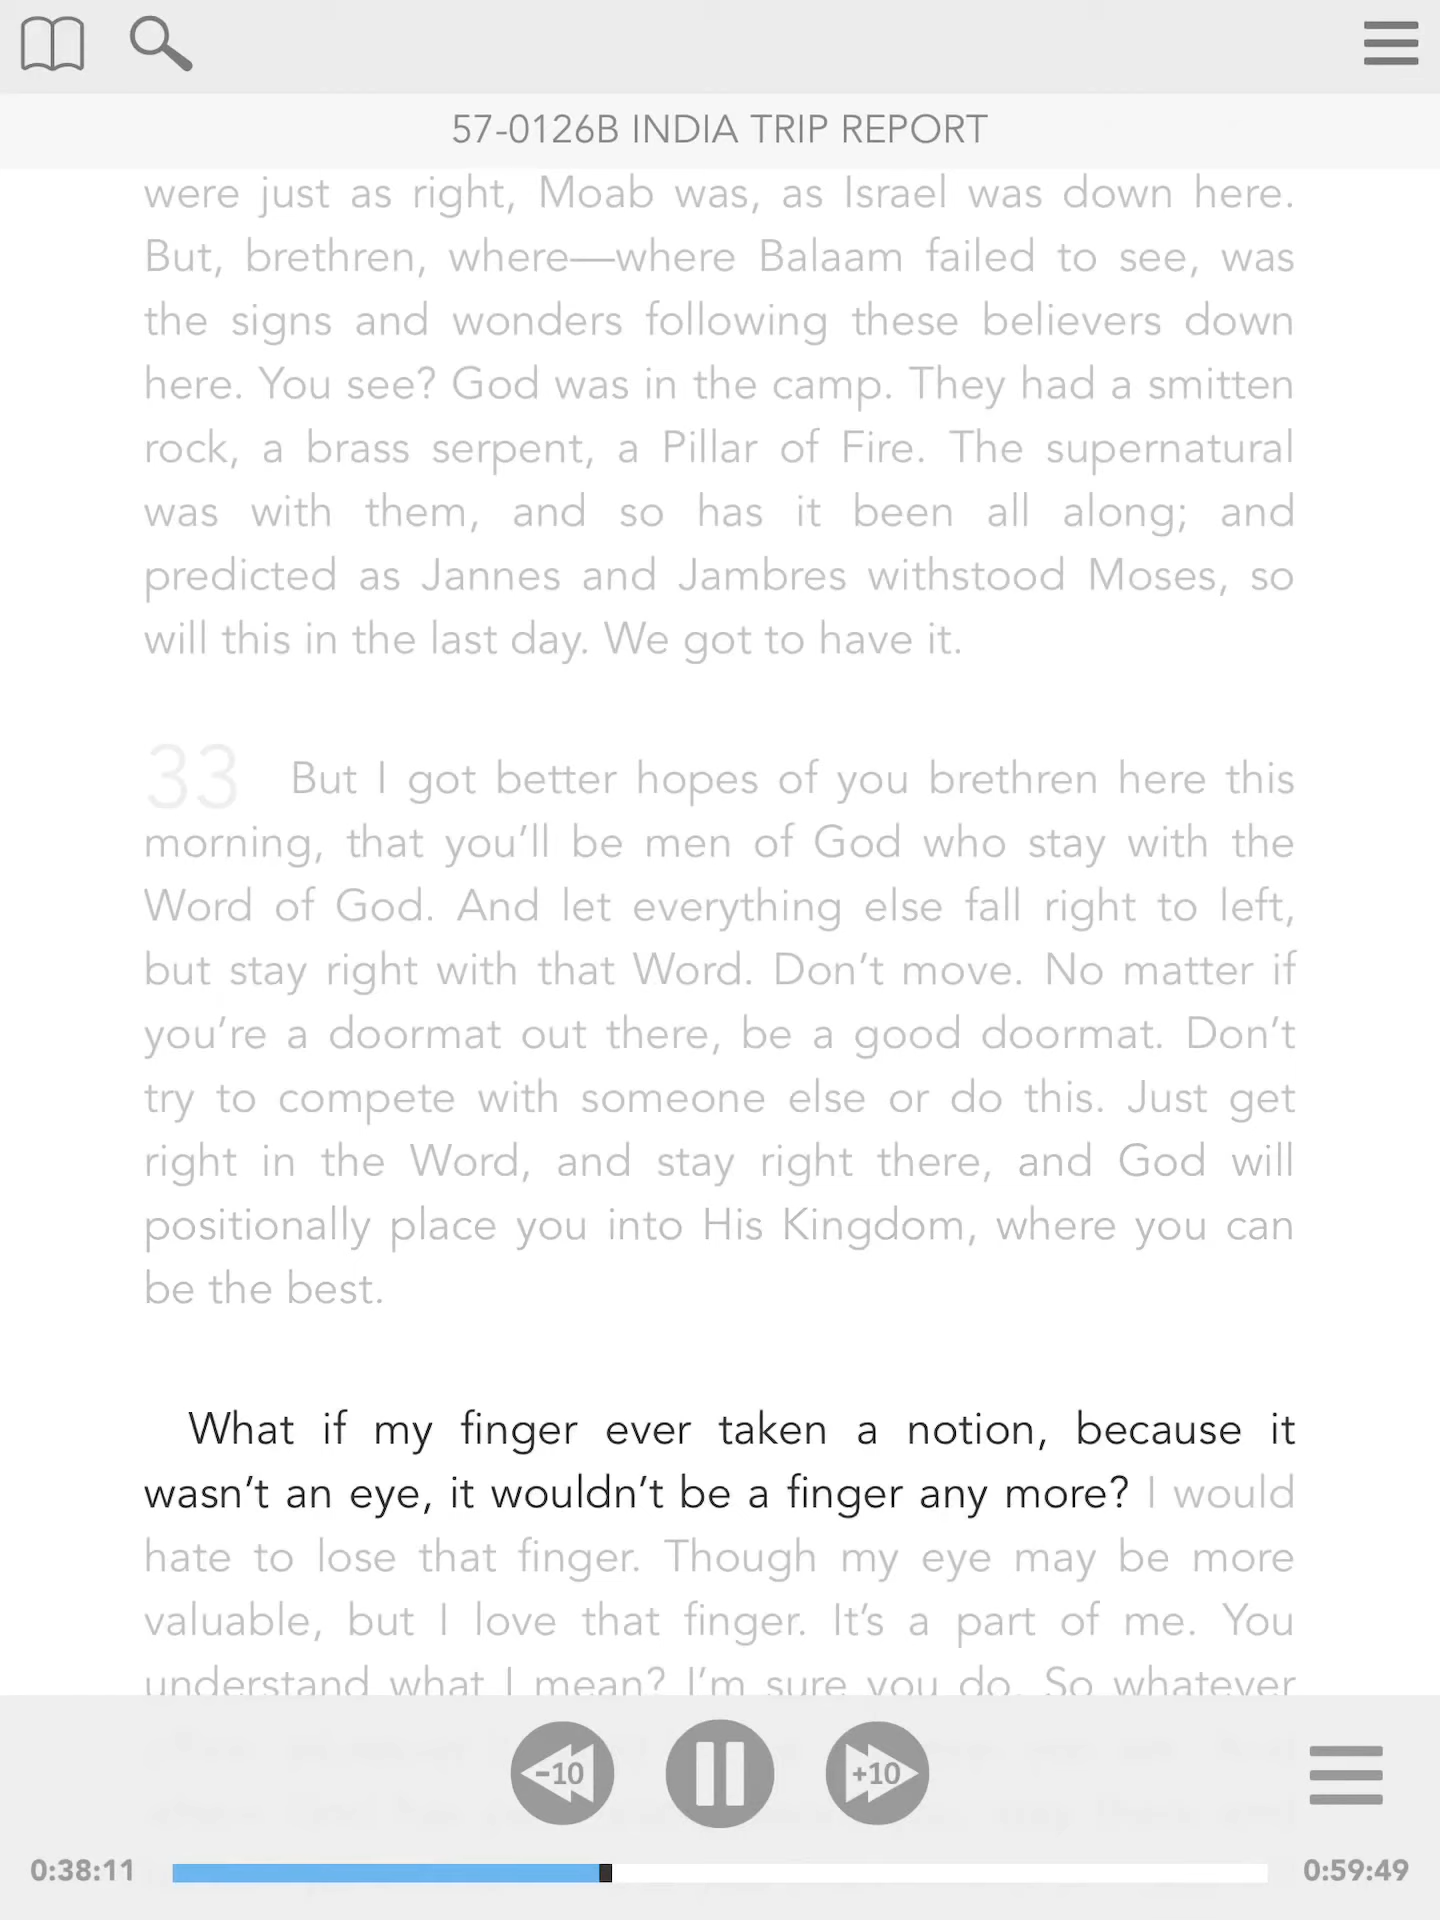 57-0126B INDIA TRIP REPORT
were just as right, Moab was, as Israel was down here.
But, brethren, where—where Balaam failed to see, was
the signs and wonders following these believers down
here. You see? God was in the camp. They had a smitten
rock, a brass serpent, a Pillar of Fire. The supernatural
was with them, and so has it been all along; and
predicted as Jannes and Jambres withstood Moses, so
will this in the last day. We got to have it.
33 But I got better hopes of you brethren here this
morning, that you’ll be men of God who stay with the
Word of God. And let everything else fall right to left,
but stay right with that Word. Don’t move. No matter if
you’re a doormat out there, be a good doormat. Don’t
try to compete with someone else or do this. Just get
right in the Word, and stay right there, and God will
positionally place you into His Kingdom, where you can
be the best.
What if my finger ever taken a notion, because it
wasn’t an eye, it wouldn’t be a finger any more? I would
hate to lose that finger. Though my eye may be more
valuable, but I love that finger. It’s a part of me. You
understand what I mean? I’m sure you do. So whatever
-10 +10
0:38:11 0:59:49